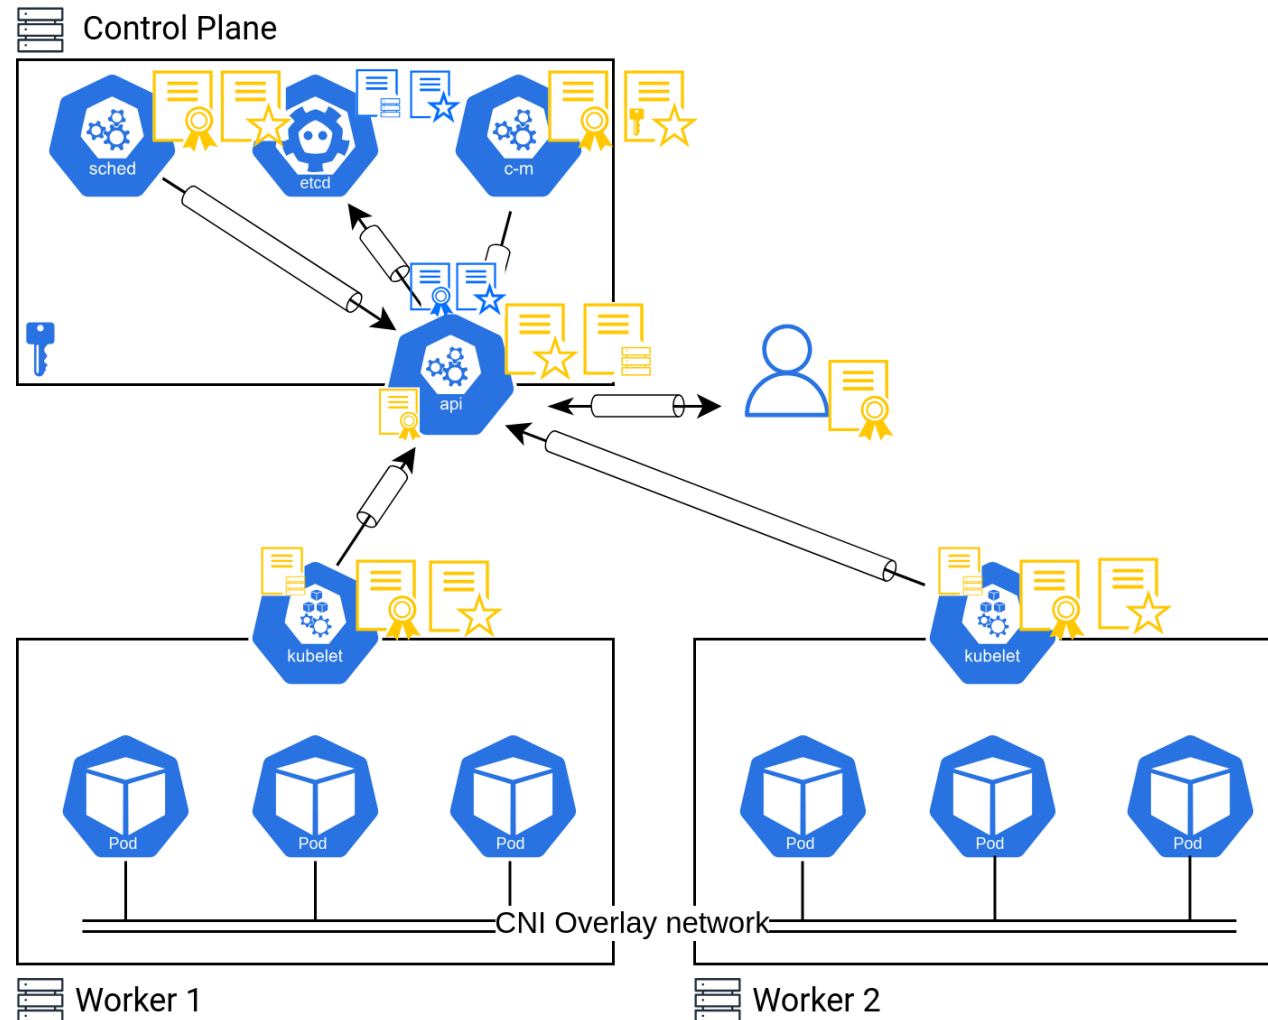 Control Plane
sched
etcd
c-m
api
kubelet
kubelet
Pod
Pod
Pod
Pod
Pod
Pod
CNI Overlay network
Worker 1
Worker 2